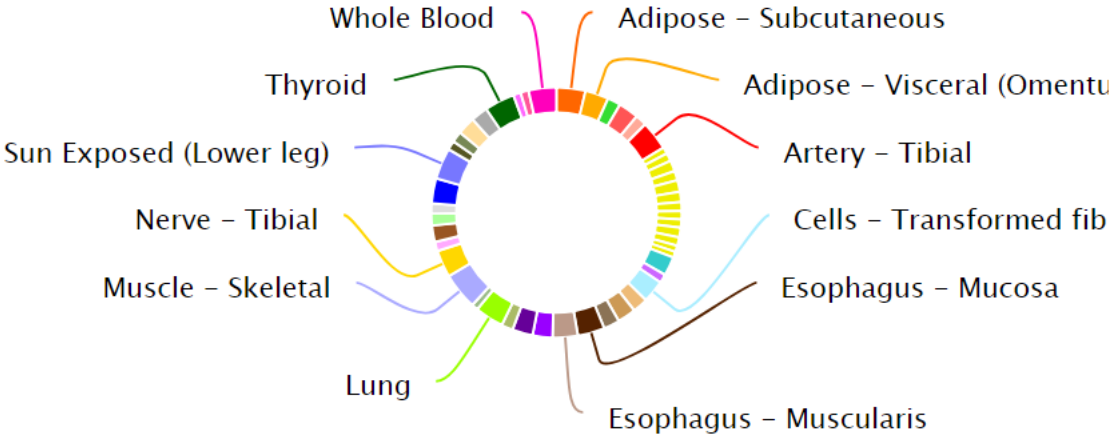 Whole Blood
Adipose – Subcutaneous
Thyroid
Adipose – Visceral (Omentu
Sun Exposed (Lower leg)
Artery – Tibial
Nerve – Tibial
Cells – Transformed fib
Muscle – Skeletal
Esophagus – Mucosa
Lung
Esophagus – Muscularis